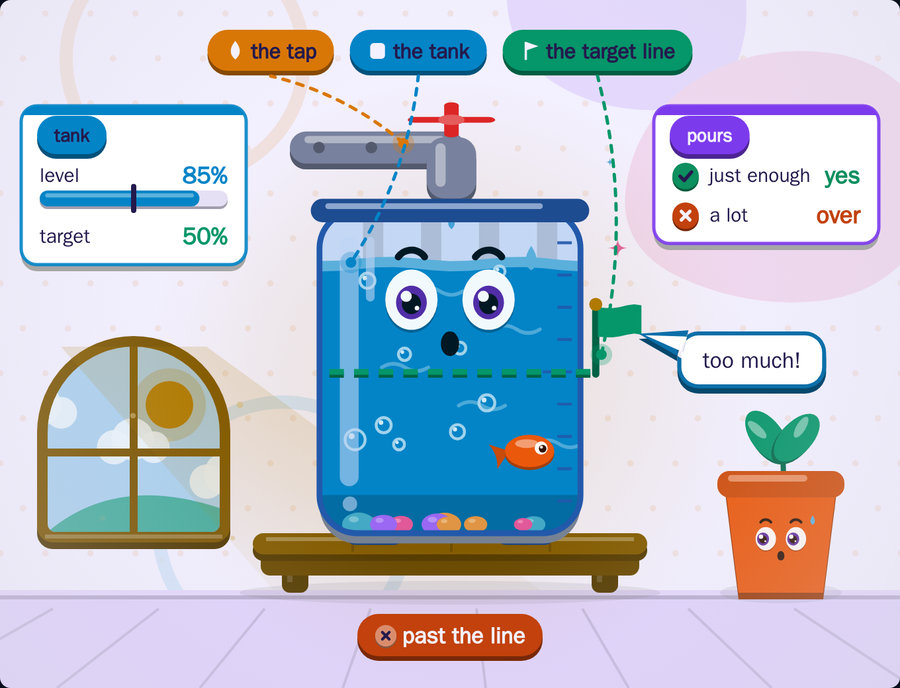 the tap
the tank
the target line
tank
level 85%
target 50%
pours
just enough yes
a lot over
too much!
past the line